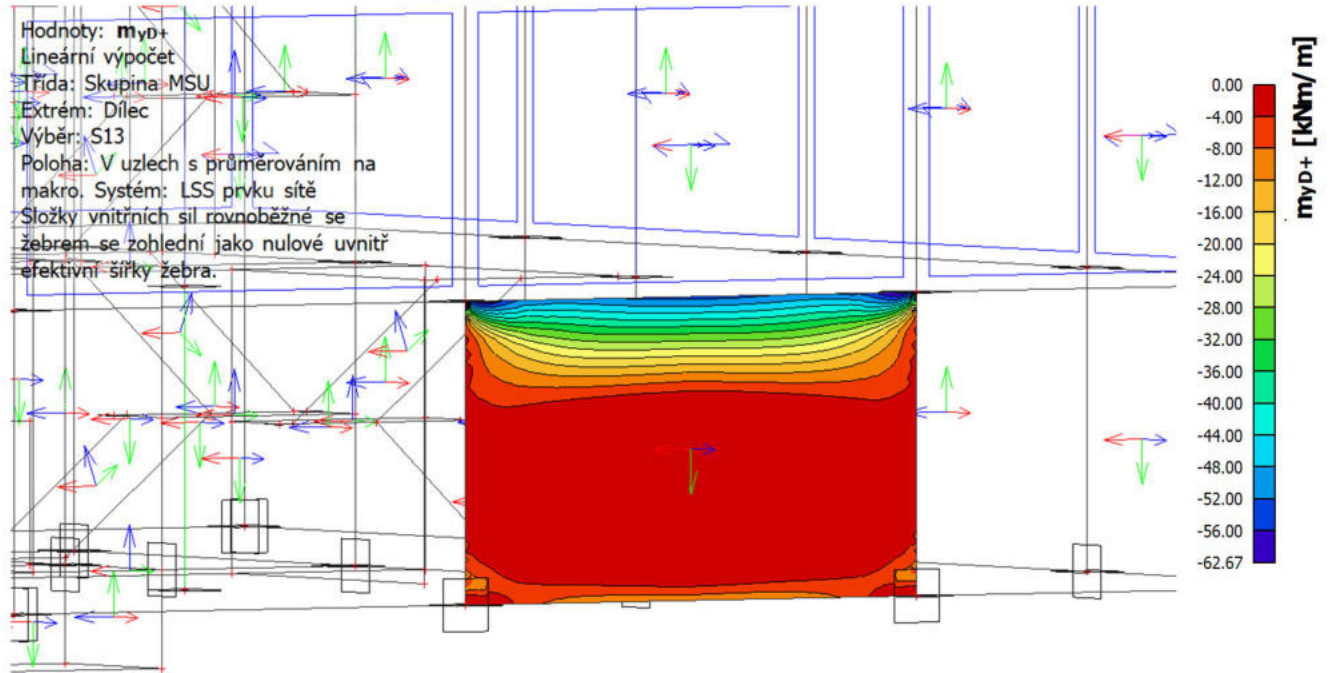 Hodnoty: myD+
Lineární výpočet
Třída: Skupina MSU
Extrém: Dílec
Výběr: S13
Poloha: V uzlech s průměrováním na
makro. Systém: LSS prvku sítě
Složky vnitřních sil rovnoběžné se
žebrem se zohlední jako nulové uvnitř
efektivní šířky žebra.
myD+ [kNm/m]
0.00
-4.00
-8.00
-12.00
-16.00
-20.00
-24.00
-28.00
-32.00
-36.00
-40.00
-44.00
-48.00
-52.00
-56.00
-62.67